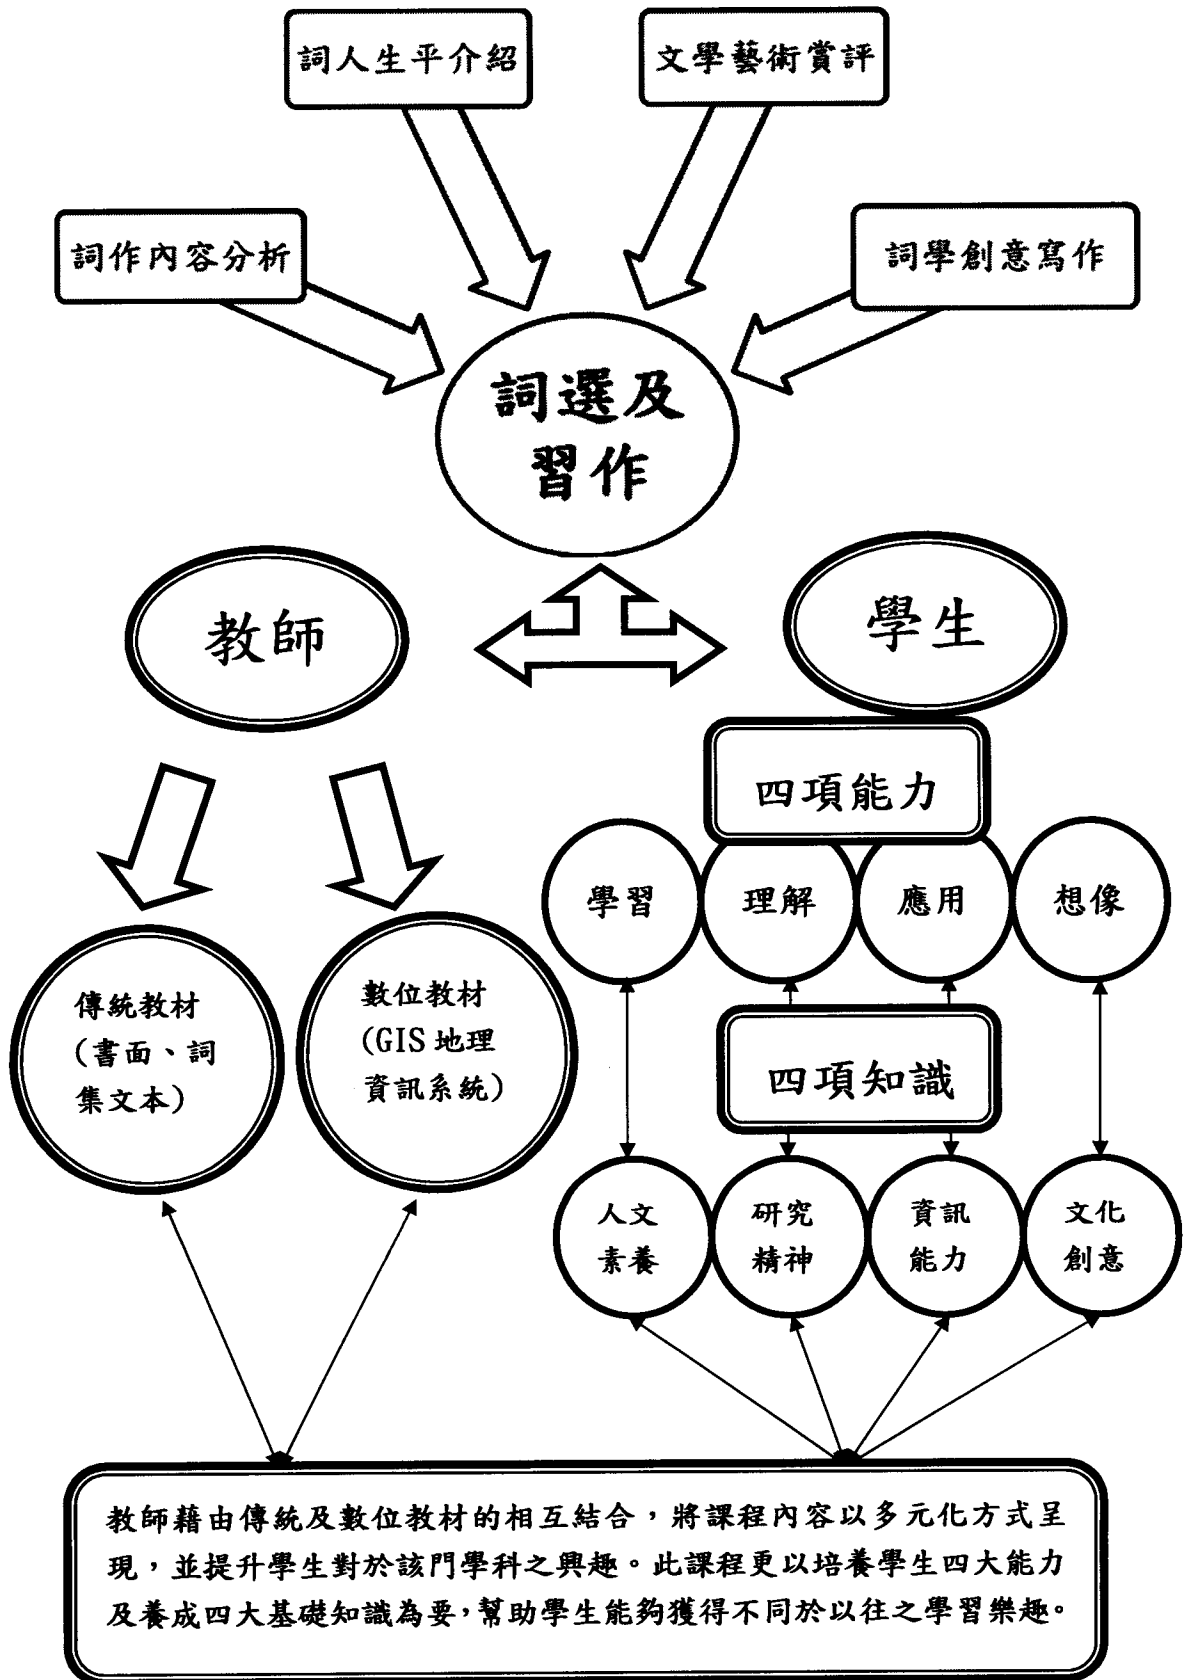 詞人生平介紹
文學藝術賞評
詞作內容分析
詞學創意寫作
詞選及
習作
教師
學生
四項能力
學習
理解
應用
想像
傳統教材
(書面、詞
集文本)
數位教材
(GIS 地理
資訊系統)
四項知識
人文
素養
研究
精神
資訊
能力
文化
創意
教師藉由傳統及數位教材的相互結合，將課程內容以多元化方式呈
現，並提升學生對於該門學科之興趣。此課程更以培養學生四大能力
及養成四大基礎知識為要，幫助學生能夠獲得不同於以往之學習樂趣。